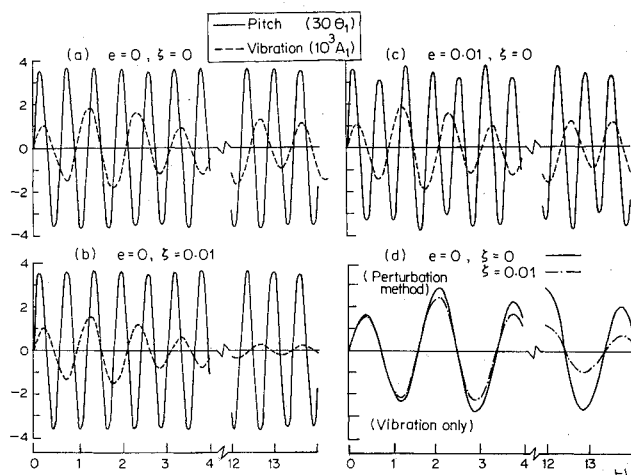 Pitch (30 θ₁)
Vibration (10³A₁)
(a) e=0, ξ=0
(c) e=0.01, ξ=0
4
2
0
−2
−4
(b) e=0, ξ=0.01
(d) e=0, ξ=0
ξ=0.01
(Perturbation method)
(Vibration only)
4
2
0
−2
−4
0 1 2 3 4 12 13
0 1 2 3 4 12 13